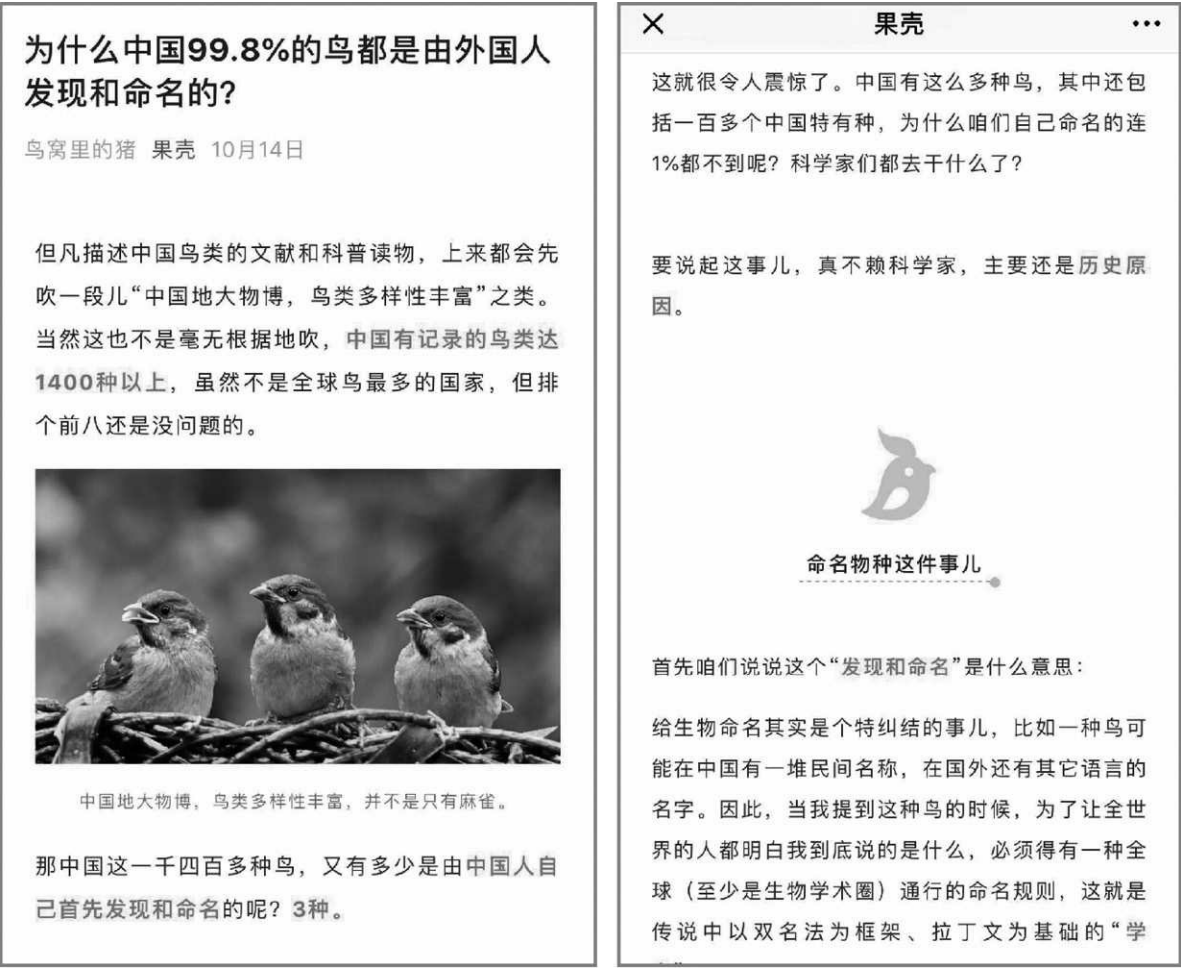 为什么中国99.8%的鸟都是由外国人
发现和命名的?
鸟窝里的猪 果壳 10月14日
但凡描述中国鸟类的文献和科普读物，上来都会先
吹一段儿“中国地大物博，鸟类多样性丰富”之类。
当然这也不是毫无根据地吹，中国有记录的鸟类达
1400种以上，虽然不是全球鸟最多的国家，但排
个前八还是没问题的。
中国地大物博，鸟类多样性丰富，并不是只有麻雀。
那中国这一千四百多种鸟，又有多少是由中国人自
己首先发现和命名的呢？3种。
果壳
这就很令人震惊了。中国有这么多种鸟，其中还包
括一百多个中国特有种，为什么咱们自己命名的连
1%都不到呢？科学家们都去干什么了？
要说起这事儿，真不赖科学家，主要还是历史原
因。
命名物种这件事儿
首先咱们说说这个“发现和命名”是什么意思：
给生物命名其实是个特纠结的事儿，比如一种鸟可
能在中国有一堆民间名称，在国外还有其它语言的
名字。因此，当我提到这种鸟的时候，为了让全世
界的人都明白我到底说的是什么，必须得有一种全
球（至少是生物学术圈）通行的命名规则，这就是
传说中以双名法为框架、拉丁文为基础的“学